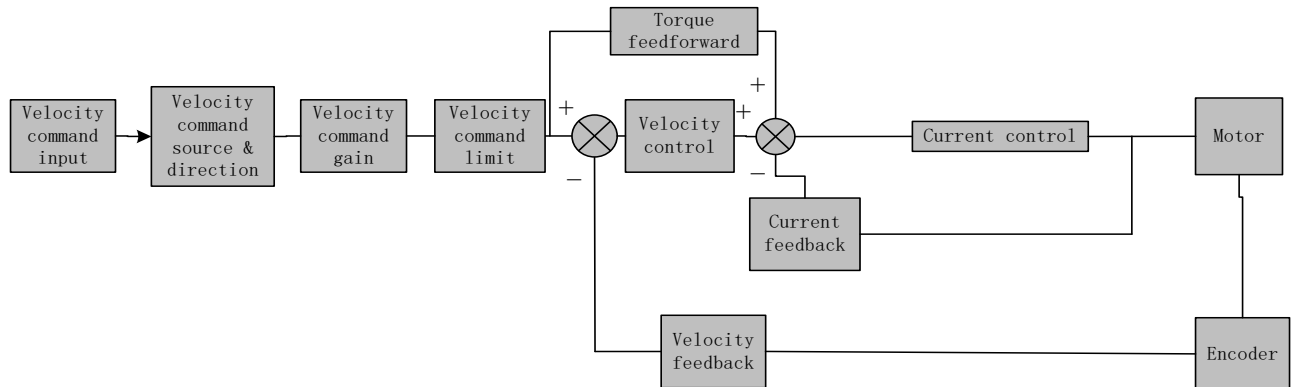 Torque
feedforward
Velocity
command
input
Velocity
command
source &
direction
Velocity
command
gain
Velocity
command
limit
+
−
Velocity
control
+
+
−
Current control
Motor
Current
feedback
Velocity
feedback
Encoder